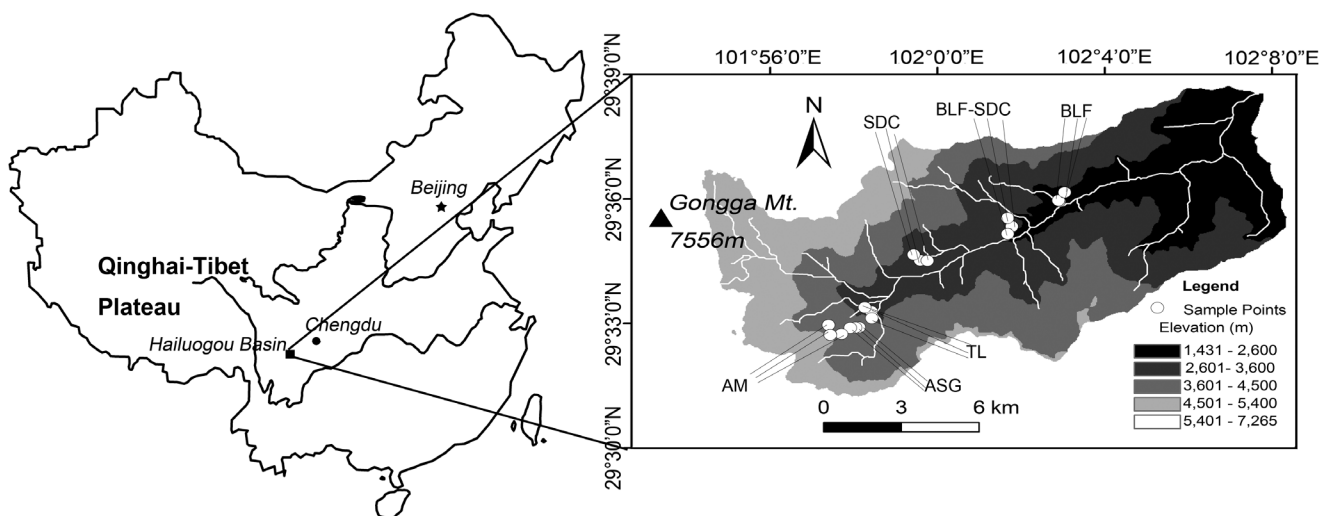 101°56'0"E 102°0'0"E 102°4'0"E 102°8'0"E
29°39'0"N
29°36'0"N
29°33'0"N
29°30'0"N
Beijing
Qinghai-Tibet
Plateau
Chengdu
Hailuogou Basin
N
SDC
BLF-SDC
BLF
Gongga Mt.
7556m
AM
ASG
TL
0 3 6 km
Legend
Sample Points
Elevation (m)
1,431 - 2,600
2,601- 3,600
3,601 - 4,500
4,501 - 5,400
5,401 - 7,265